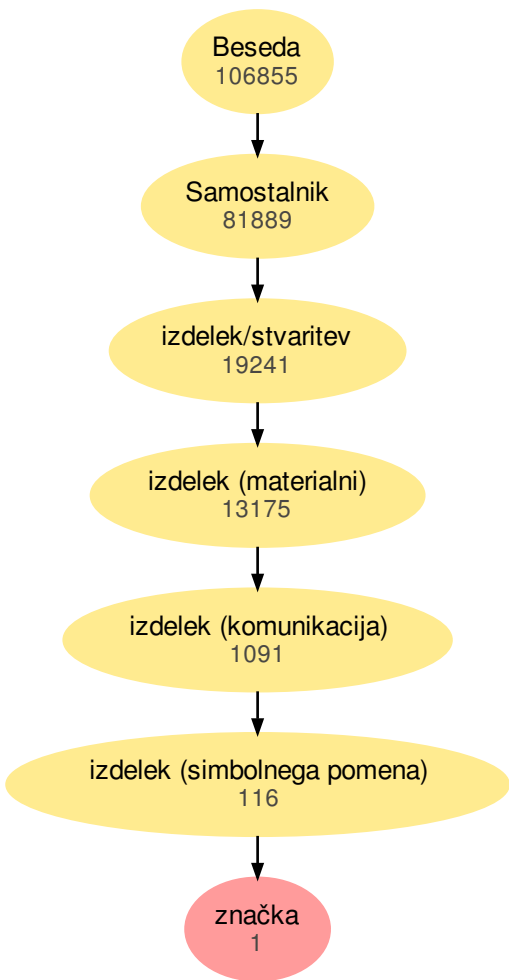 Beseda
106855
Samostalnik
81889
izdelek/stvaritev
19241
izdelek (materialni)
13175
izdelek (komunikacija)
1091
izdelek (simbolnega pomena)
116
značka
1